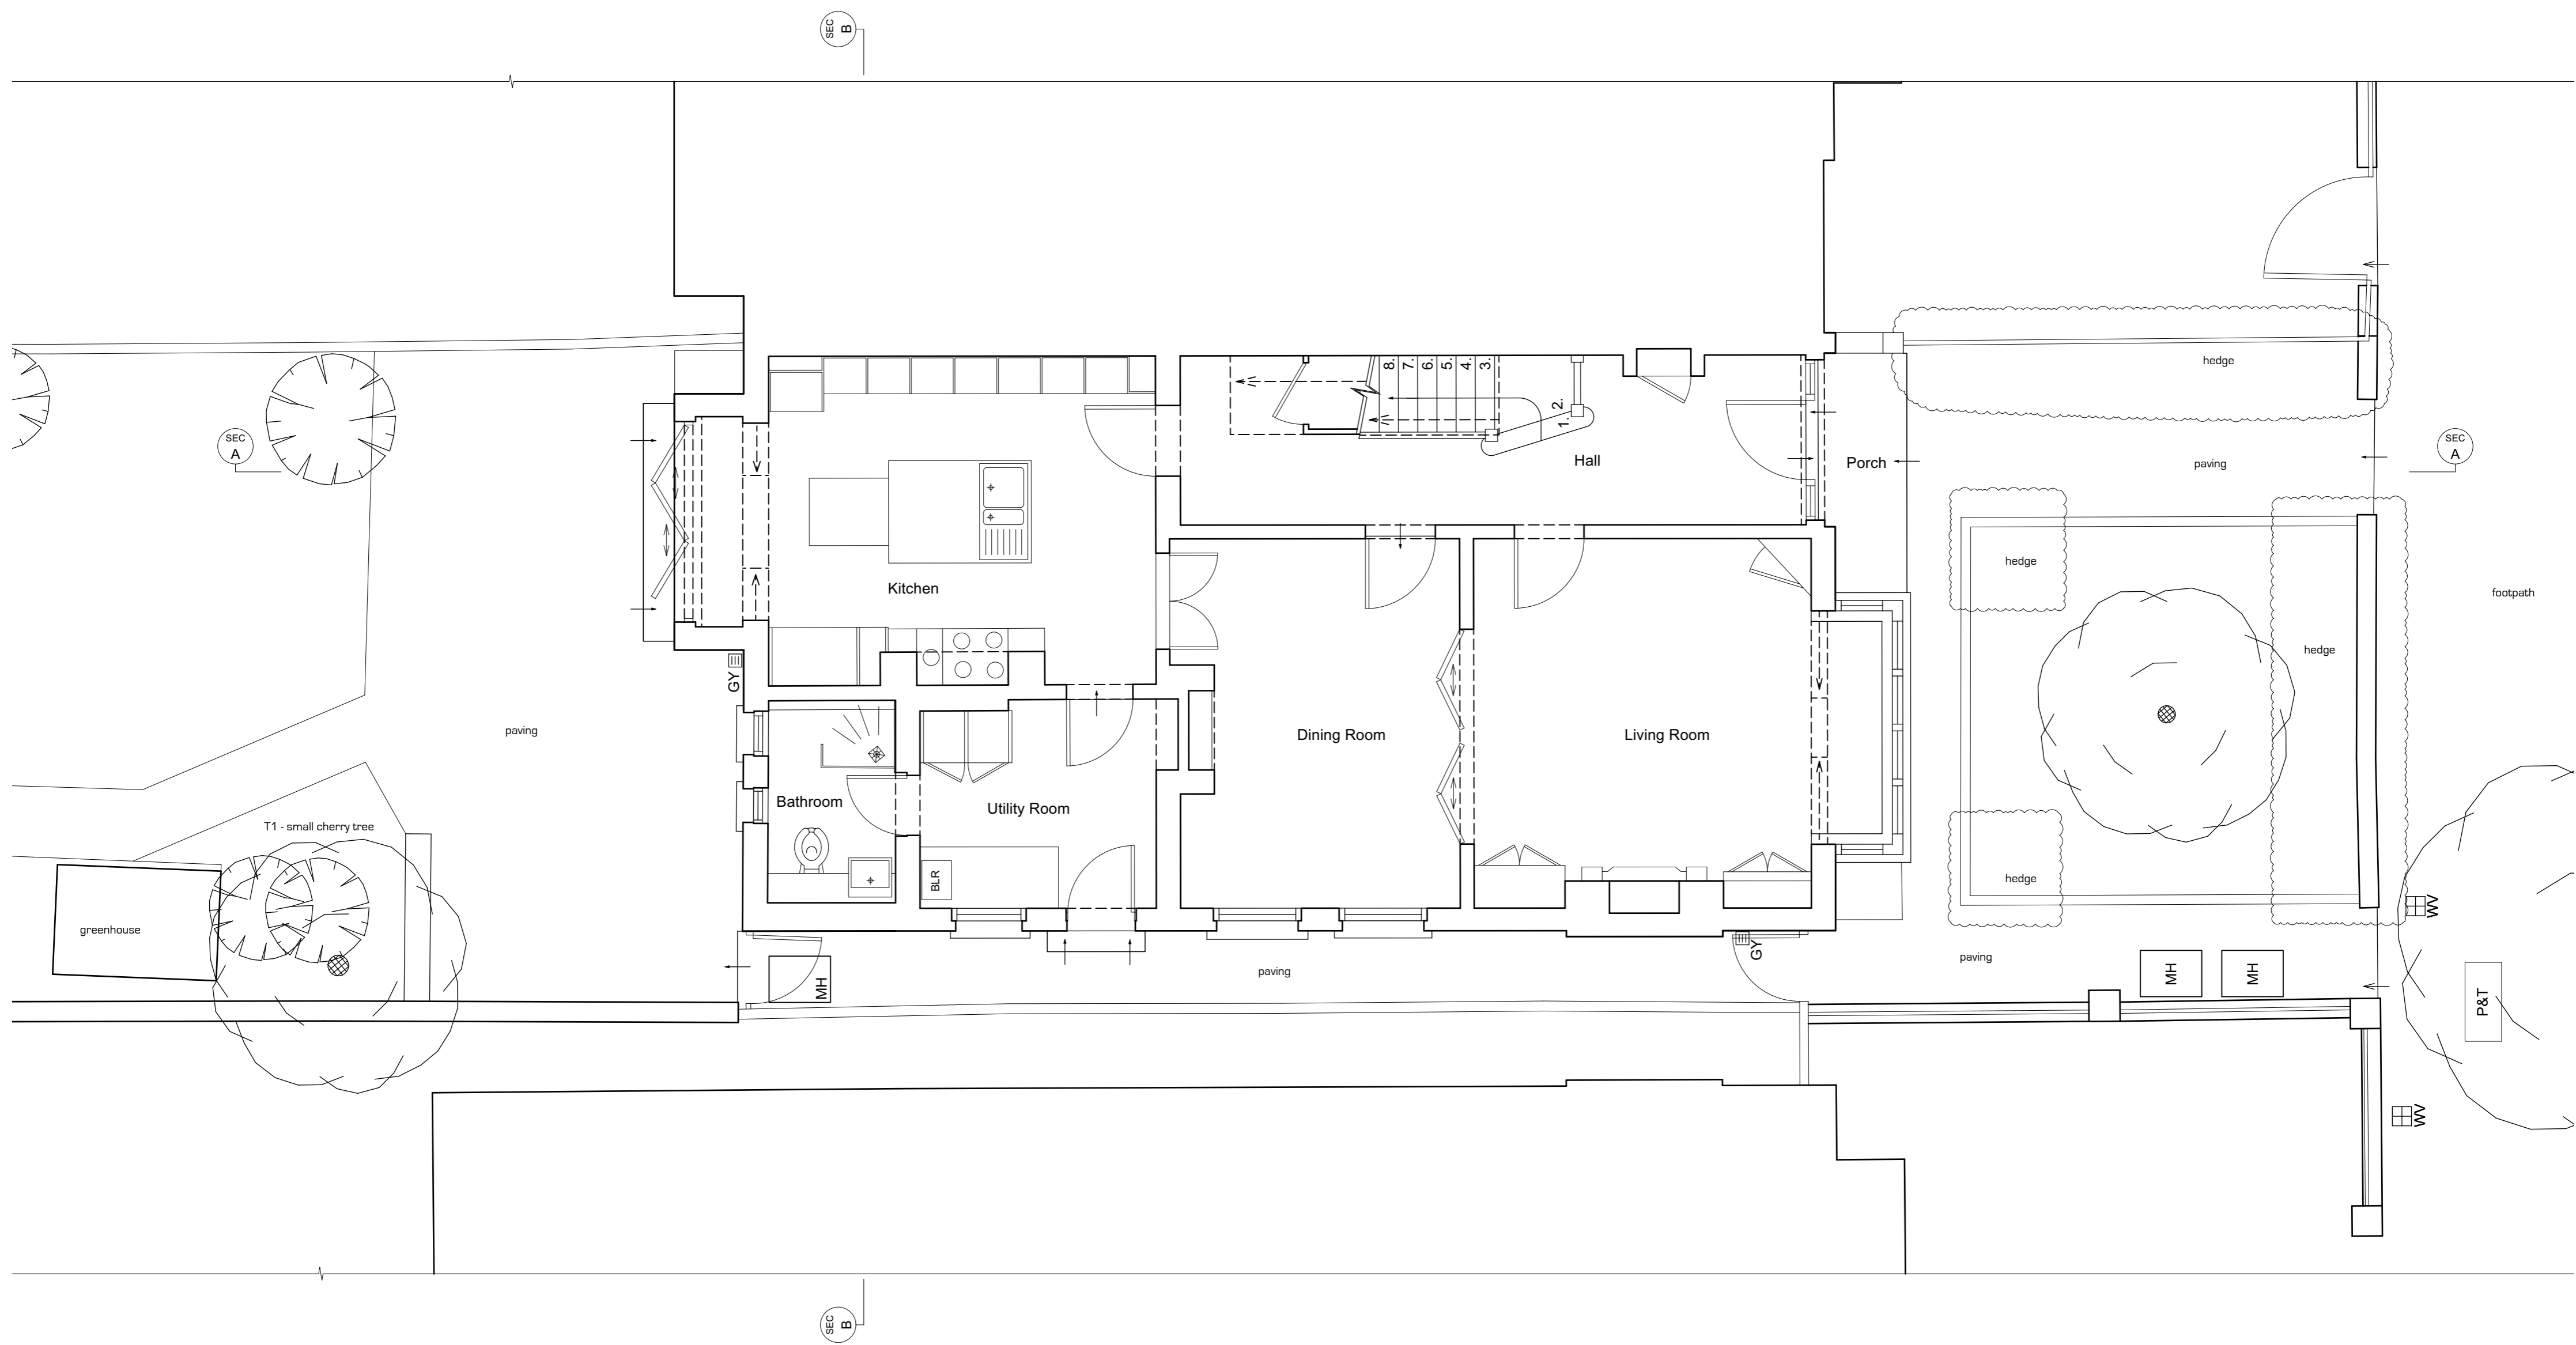 SEC
B
8.
7.
6.
5.
4.
3.
2.
1.
hedge
SEC
A
Hall
Porch
paving
SEC
A
hedge
Kitchen
footpath
hedge
GY
paving
Dining Room
Living Room
Bathroom
Utility Room
T1 - small cherry tree
BLR
hedge
WV
greenhouse
GY
paving
paving
MH
MH
MH
P&T
WV
SEC
B